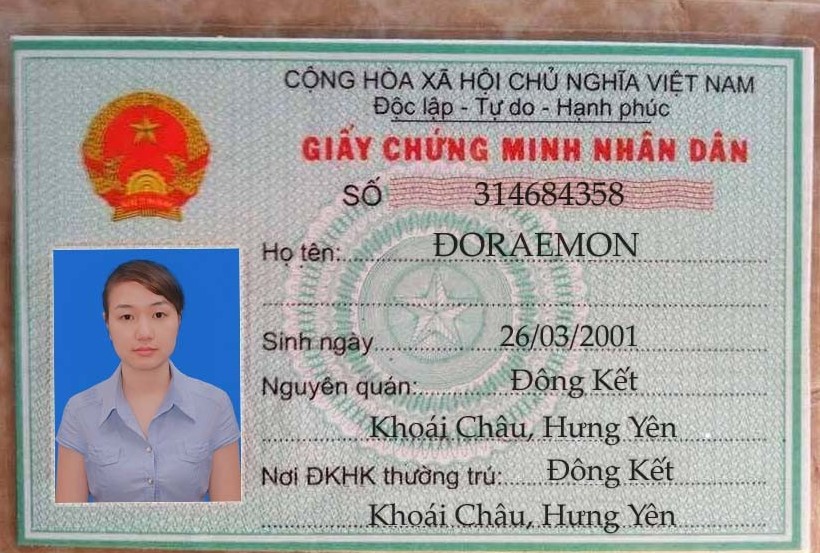 CỘNG HÒA XÃ HỘI CHỦ NGHĨA VIỆT NAM
Độc lập - Tự do - Hạnh phúc
GIẤY CHỨNG MINH NHÂN DÂN
SỐ 314684358
Họ tên: ĐORAEMON
Sinh ngày 26/03/2001
Nguyên quán: Đông Kết
Khoái Châu, Hưng Yên
Nơi ĐKHK thường trú: Đông Kết
Khoái Châu, Hưng Yên